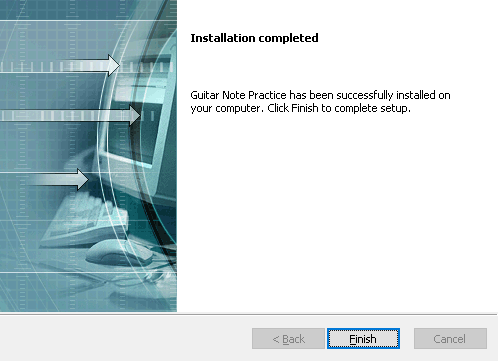 Installation completed
Guitar Note Practice has been successfully installed on
your computer. Click Finish to complete setup.
< Back
Finish
Cancel